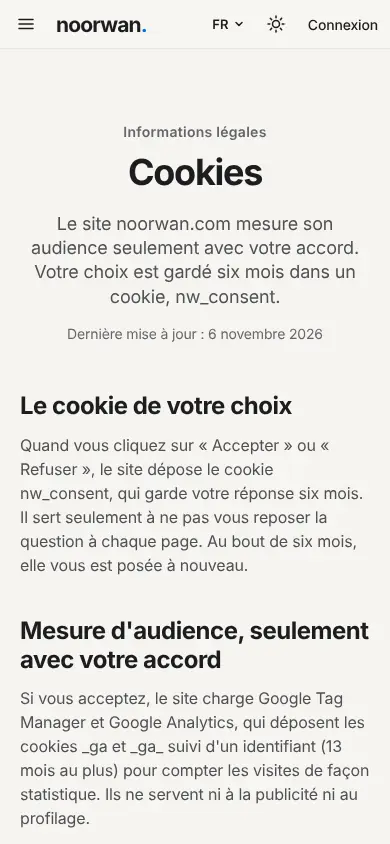 noorwan.
FR
Connexion
Informations légales
Cookies
Le site noorwan.com mesure son
audience seulement avec votre accord.
Votre choix est gardé six mois dans un
cookie, nw_consent.
Dernière mise à jour : 6 novembre 2026
Le cookie de votre choix
Quand vous cliquez sur « Accepter » ou «
Refuser », le site dépose le cookie
nw_consent, qui garde votre réponse six mois.
Il sert seulement à ne pas vous reposer la
question à chaque page. Au bout de six mois,
elle vous est posée à nouveau.
Mesure d'audience, seulement
avec votre accord
Si vous acceptez, le site charge Google Tag
Manager et Google Analytics, qui déposent les
cookies _ga et _ga_ suivi d'un identifiant (13
mois au plus) pour compter les visites de façon
statistique. Ils ne servent ni à la publicité ni au
profilage.